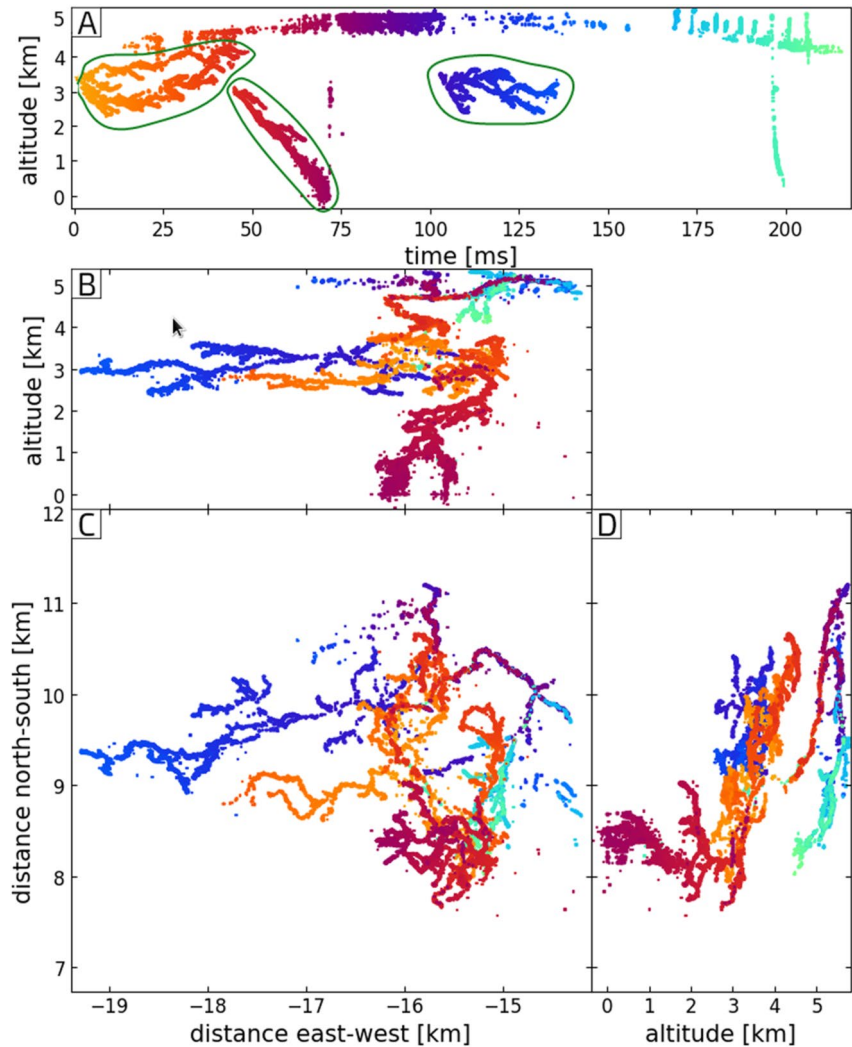 A
altitude [km]
5
4
3
2
1
0
0 25 50 75 100 125 150 175 200
time [ms]
B
altitude [km]
5
4
3
2
1
0
C
D
distance north-south [km]
12
11
10
9
8
7
−19 −18 −17 −16 −15
distance east-west [km]
0 1 2 3 4 5
altitude [km]